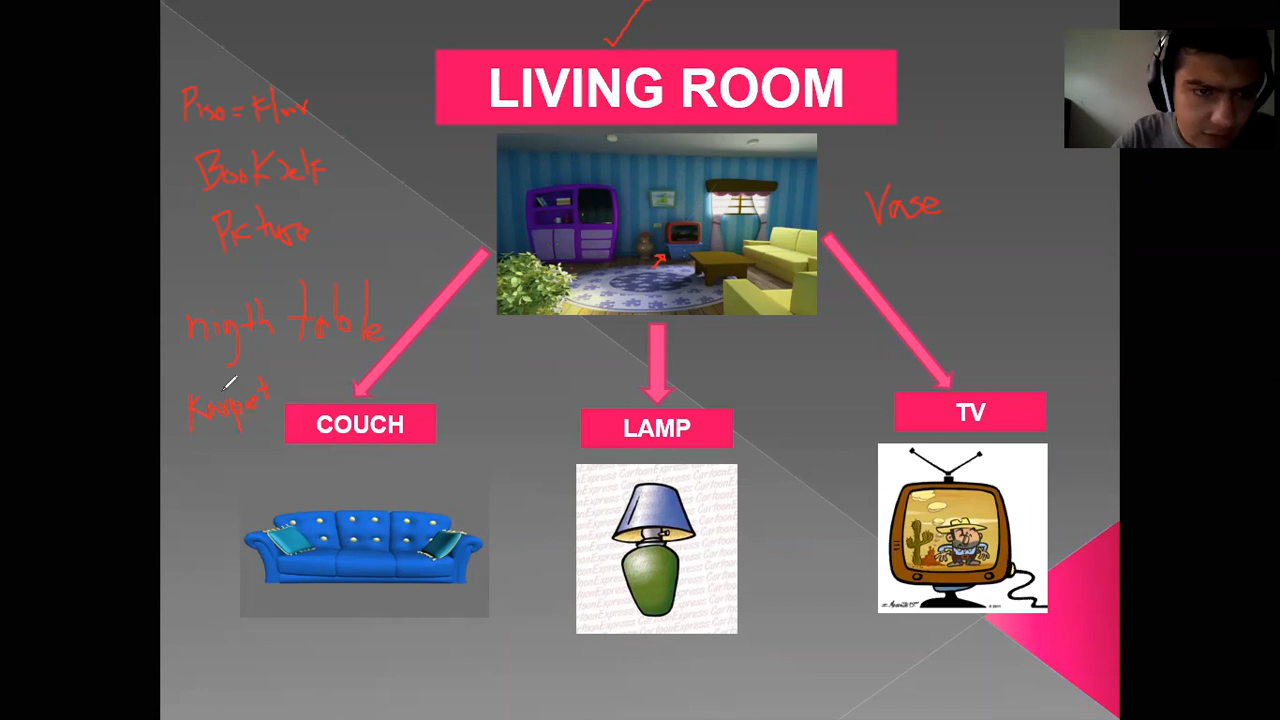 LIVING ROOM
Piso = Floor
Bookself
Picture
Vase
nigth table
Karpet
COUCH
LAMP
TV